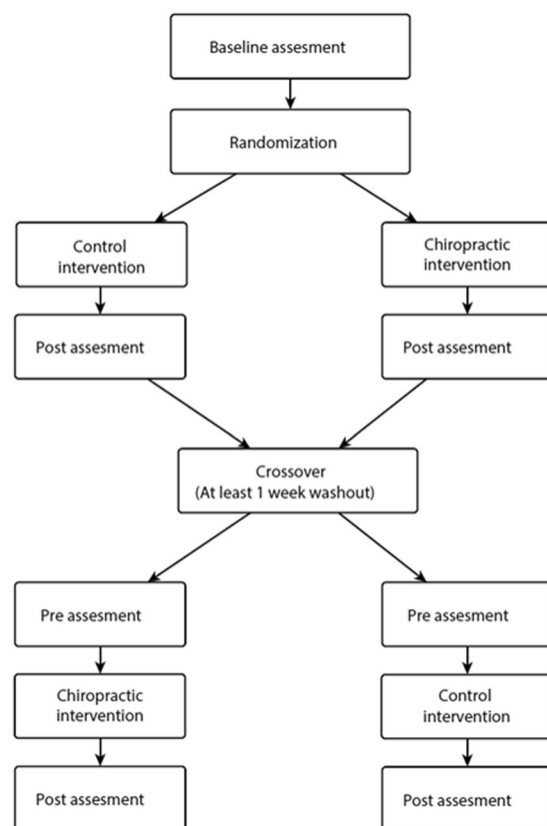 Baseline assesment
Randomization
Control
intervention
Chiropractic
intervention
Post assesment
Post assesment
Crossover
(At least 1 week washout)
Pre assesment
Pre assesment
Chiropractic
intervention
Control
intervention
Post assesment
Post assesment